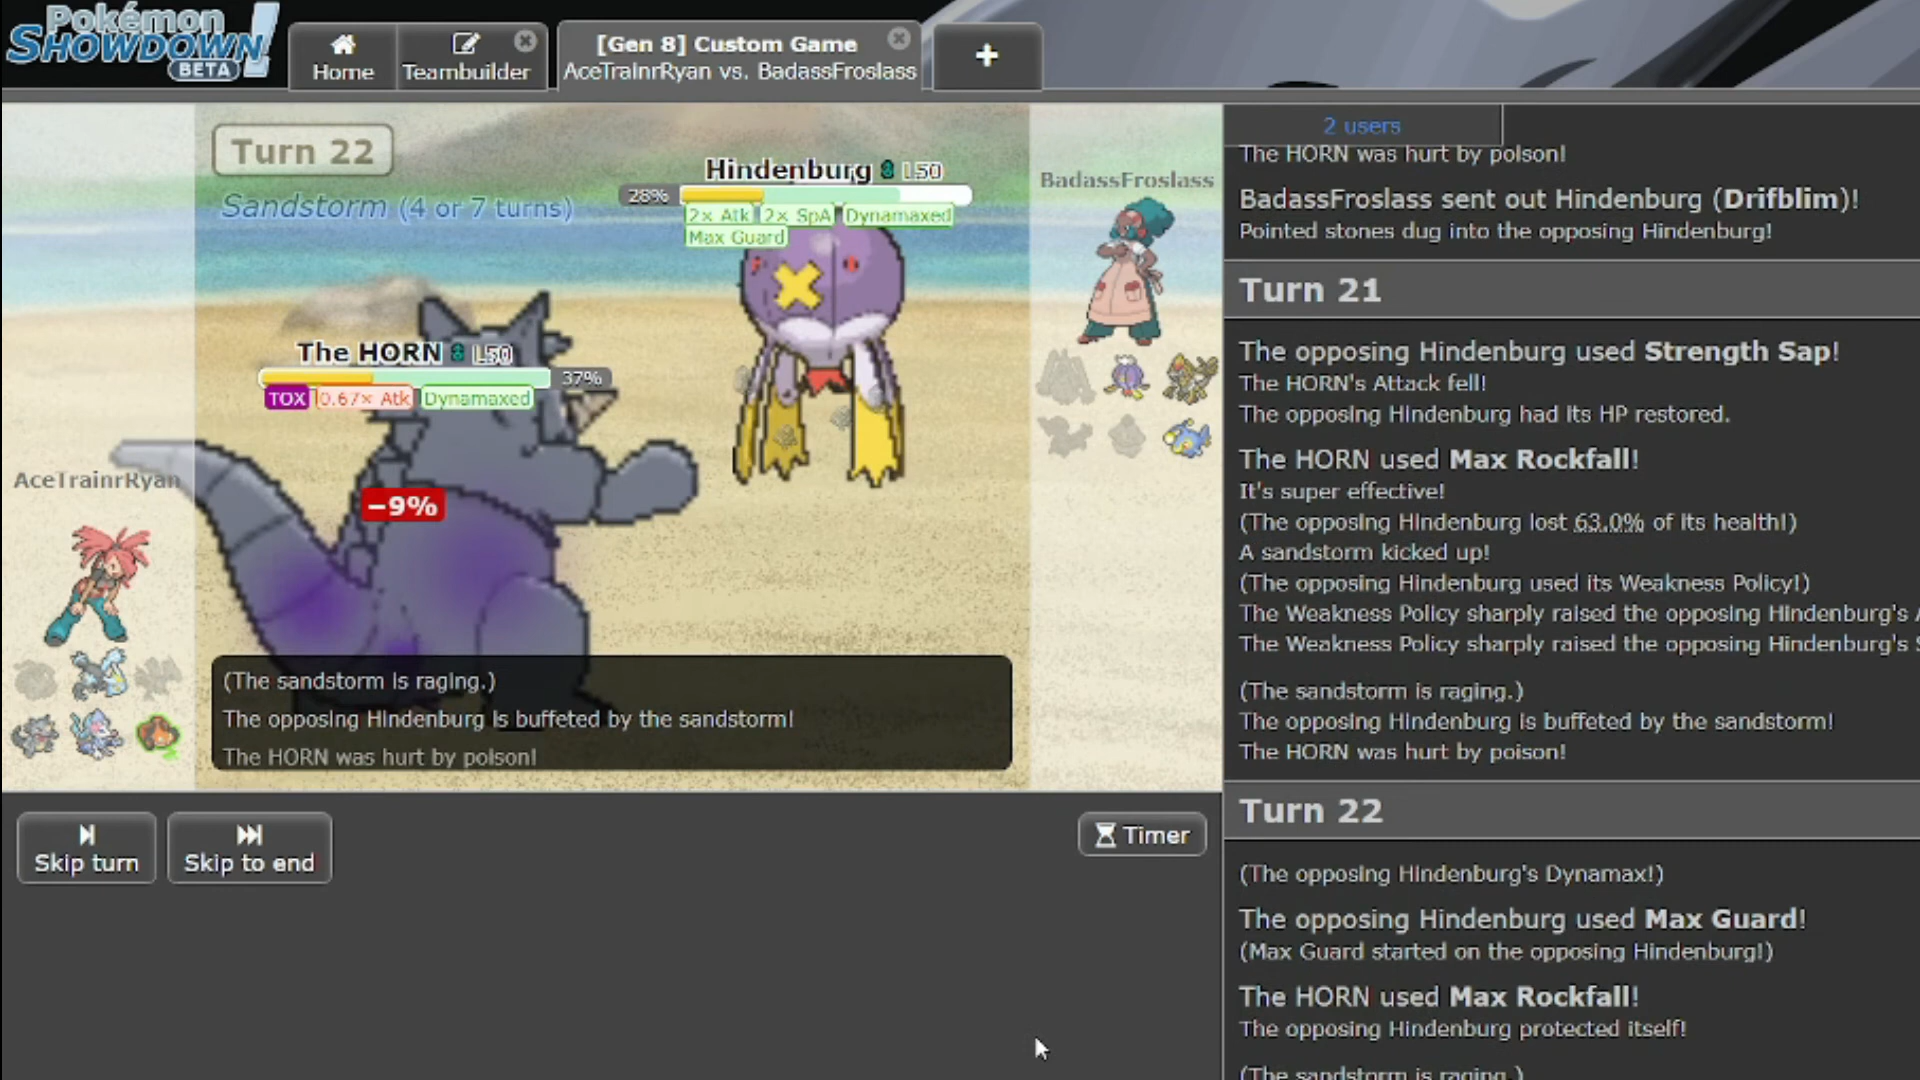 Pokémon
SHOWDOWN!
BETA
Home
Teambuilder
[Gen 8] Custom Game
AceTrainrRyan vs. BadassFroslass
+
Turn 22
Sandstorm (4 or 7 turns)
Hindenburg L50
28%
2x Atk 2x SpA Dynamaxed
Max Guard
The HORN L50
37%
TOX 0.67x Atk Dynamaxed
-9%
AceTrainrRyan
BadassFroslass
(The sandstorm is raging.)
The opposing Hindenburg is buffeted by the sandstorm!
The HORN was hurt by poison!
Skip turn
Skip to end
Timer
2 users
The HORN was hurt by poison!
BadassFroslass sent out Hindenburg (Drifblim)!
Pointed stones dug into the opposing Hindenburg!
Turn 21
The opposing Hindenburg used Strength Sap!
The HORN's Attack fell!
The opposing Hindenburg had its HP restored.
The HORN used Max Rockfall!
It's super effective!
(The opposing Hindenburg lost 63.0% of its health!)
A sandstorm kicked up!
(The opposing Hindenburg used its Weakness Policy!)
The Weakness Policy sharply raised the opposing Hindenburg's
The Weakness Policy sharply raised the opposing Hindenburg's
(The sandstorm is raging.)
The opposing Hindenburg is buffeted by the sandstorm!
The HORN was hurt by poison!
Turn 22
(The opposing Hindenburg's Dynamax!)
The opposing Hindenburg used Max Guard!
(Max Guard started on the opposing Hindenburg!)
The HORN used Max Rockfall!
The opposing Hindenburg protected itself!
(The sandstorm is raging.)